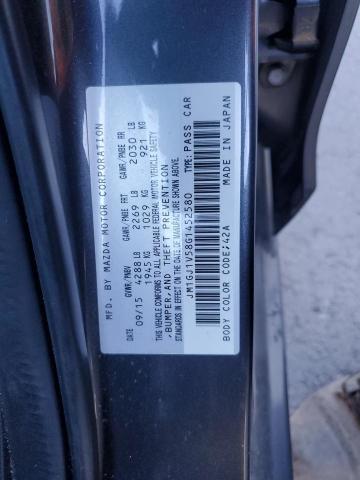 MFD. BY MAZDA MOTOR CORPORATION
DATE GVWR/PNBV GAWR/PNBE FRT GAWR/PNBE RR
09/15 4288 LB 2269 LB 2030 LB
1945 KG 1029 KG 921 KG
THIS VEHICLE CONFORMS TO ALL APPLICABLE FEDERAL MOTOR VEHICLE SAFETY
, BUMPER, AND THEFT PREVENTION
STANDARDS IN EFFECT ON THE DATE OF MANUFACTURE SHOWN ABOVE.
JM1GJ1V58G1452580 TYPE:PASS CAR
BODY COLOR CODE/42A MADE IN JAPAN